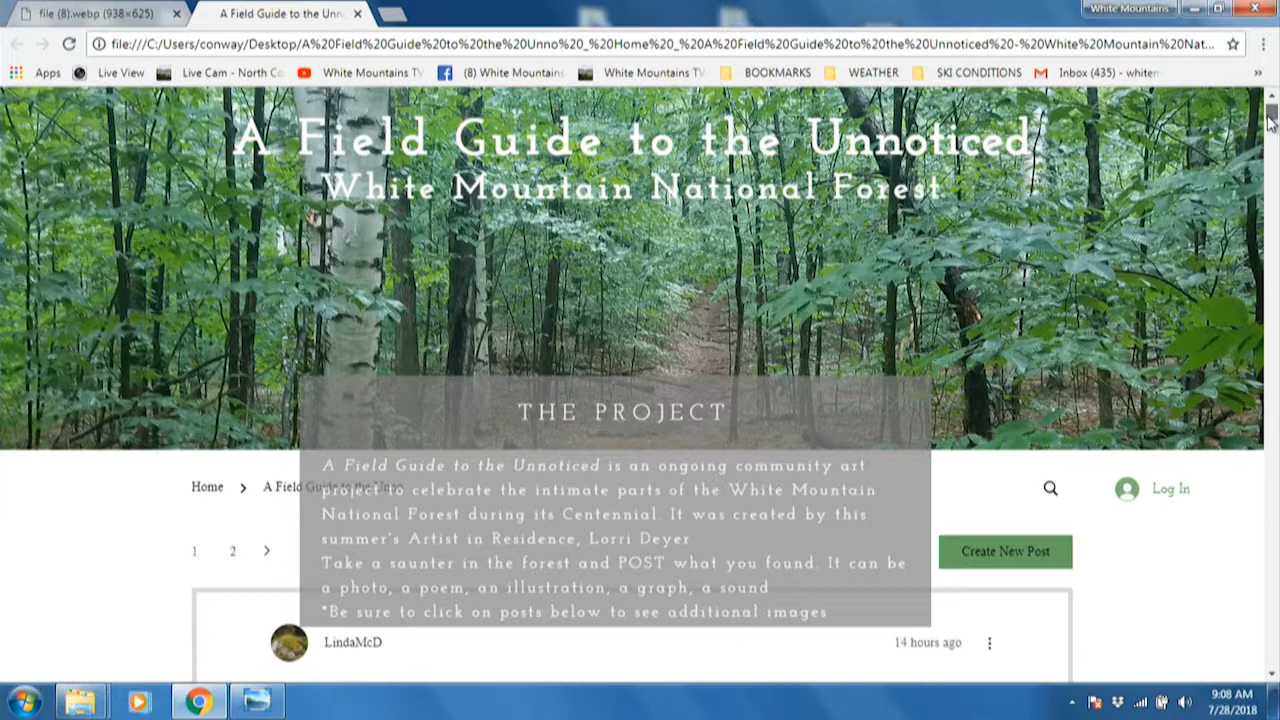 file (8).webp (938×625)
A Field Guide to the Unn
White Mountains
file:///C:/Users/conway/Desktop/A%20Field%20Guide%20to%20the%20Unno%20_%20Home%20_%20A%20Field%20Guide%20to%20the%20Unnoticed%20-%20White%20Mountain%20Nat...
Apps Live View Live Cam - North Co White Mountains TV (8) White Mountains White Mountains TV BOOKMARKS WEATHER SKI CONDITIONS Inbox (435) - whitem »
A Field Guide to the Unnoticed
White Mountain National Forest
THE PROJECT
A Field Guide to the Unnoticed is an ongoing community art
project to celebrate the intimate parts of the White Mountain
National Forest during its Centennial. It was created by this
summer's Artist in Residence, Lorri Deyer
Take a saunter in the forest and POST what you found. It can be
a photo, a poem, an illustration, a graph, a sound
*Be sure to click on posts below to see additional images
Home A Field Guide to the Unno
Log In
1 2
Create New Post
LindaMcD
14 hours ago
9:08 AM
7/28/2018